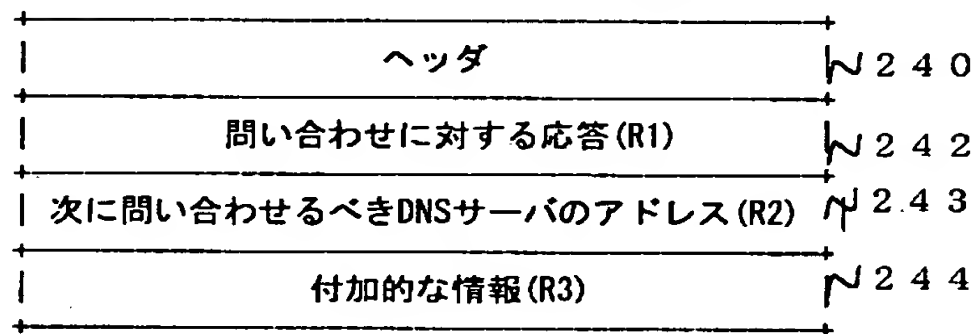 ヘッダ 240
問い合わせに対する応答(R1) 242
次に問い合わせるべきDNSサーバのアドレス(R2) 243
付加的な情報(R3) 244